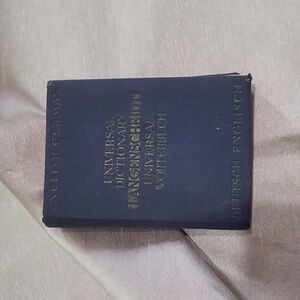 ENGLISH-GERMAN
UNIVERSAL
DICTIONARY
LANGENSCHEIDT
UNIVERSAL
WÖRTERBUCH
DEUTSCH-ENGLISCH